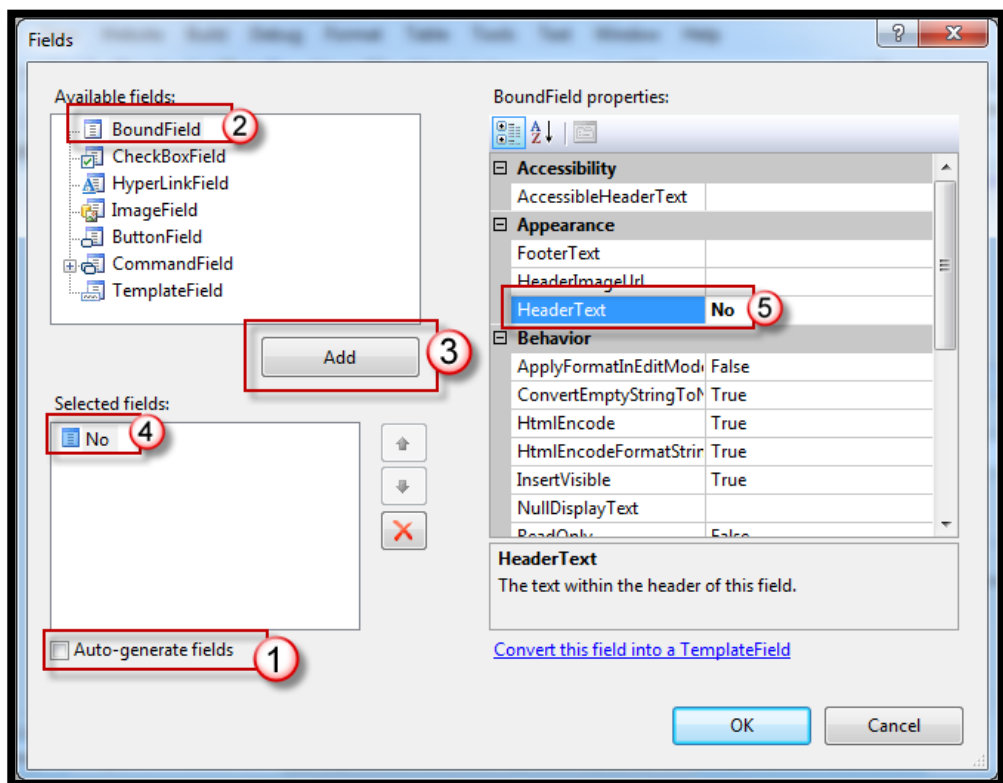 Fields
Available fields:
BoundField
2
CheckBoxField
HyperLinkField
ImageField
ButtonField
CommandField
TemplateField
Add
3
Selected fields:
No
4
Auto-generate fields
1
BoundField properties:
Accessibility
AccessibleHeaderText
Appearance
FooterText
HeaderImageUrl
HeaderText No
5
Behavior
ApplyFormatInEditMod False
ConvertEmptyStringToN True
HtmlEncode True
HtmlEncodeFormatStrin True
InsertVisible True
NullDisplayText
ReadOnly False
HeaderText
The text within the header of this field.
Convert this field into a TemplateField
OK
Cancel